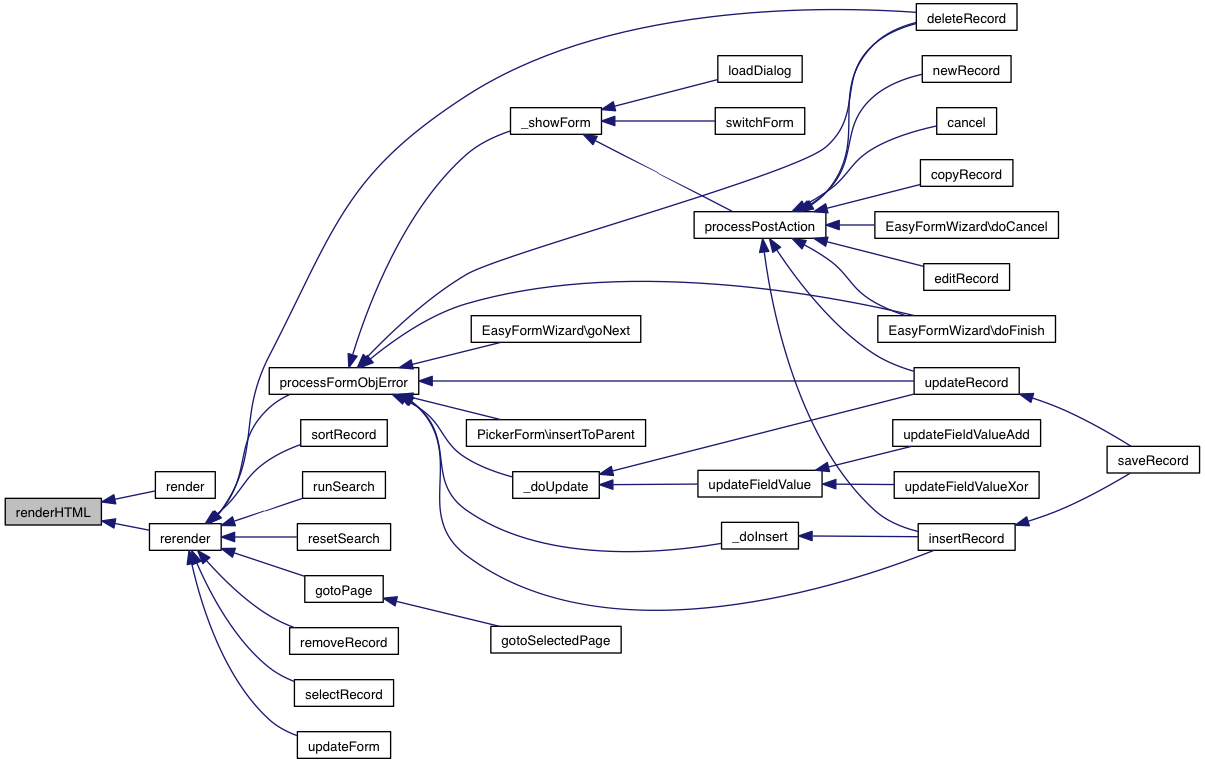 deleteRecord
loadDialog
newRecord
_showForm
switchForm
cancel
copyRecord
processPostAction
EasyFormWizard\doCancel
editRecord
EasyFormWizard\goNext
EasyFormWizard\doFinish
processFormObjError
updateRecord
sortRecord
PickerForm\insertToParent
updateFieldValueAdd
saveRecord
render
runSearch
_doUpdate
updateFieldValue
updateFieldValueXor
renderHTML
rerender
resetSearch
_doInsert
insertRecord
gotoPage
removeRecord
gotoSelectedPage
selectRecord
updateForm